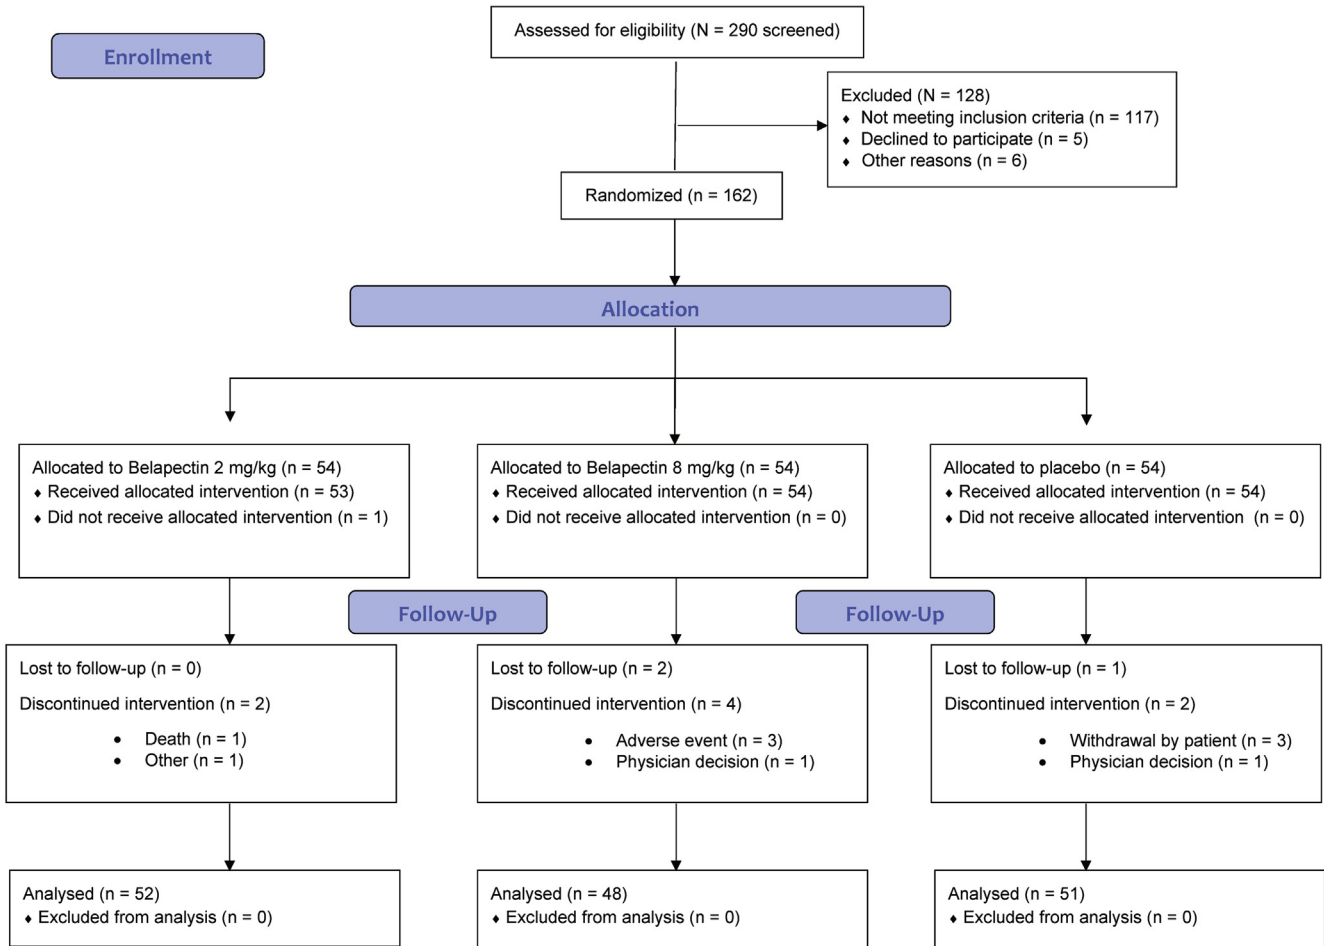 Assessed for eligibility (N = 290 screened)
Enrollment
Excluded (N = 128)
♦ Not meeting inclusion criteria (n = 117)
♦ Declined to participate (n = 5)
♦ Other reasons (n = 6)
Randomized (n = 162)
Allocation
Allocated to Belapectin 2 mg/kg (n = 54)
♦ Received allocated intervention (n = 53)
♦ Did not receive allocated intervention (n = 1)
Allocated to Belapectin 8 mg/kg (n = 54)
♦ Received allocated intervention (n = 54)
♦ Did not receive allocated intervention (n = 0)
Allocated to placebo (n = 54)
♦ Received allocated intervention (n = 54)
♦ Did not receive allocated intervention (n = 0)
Follow-Up
Follow-Up
Lost to follow-up (n = 0)
Discontinued intervention (n = 2)
• Death (n = 1)
• Other (n = 1)
Lost to follow-up (n = 2)
Discontinued intervention (n = 4)
• Adverse event (n = 3)
• Physician decision (n = 1)
Lost to follow-up (n = 1)
Discontinued intervention (n = 2)
• Withdrawal by patient (n = 3)
• Physician decision (n = 1)
Analysed (n = 52)
♦ Excluded from analysis (n = 0)
Analysed (n = 48)
♦ Excluded from analysis (n = 0)
Analysed (n = 51)
♦ Excluded from analysis (n = 0)